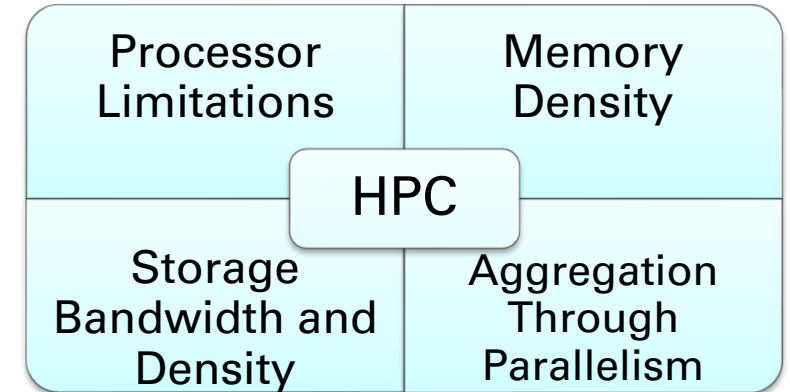 Processor
Limitations
Memory
Density
HPC
Storage
Bandwidth and
Density
Aggregation
Through
Parallelism